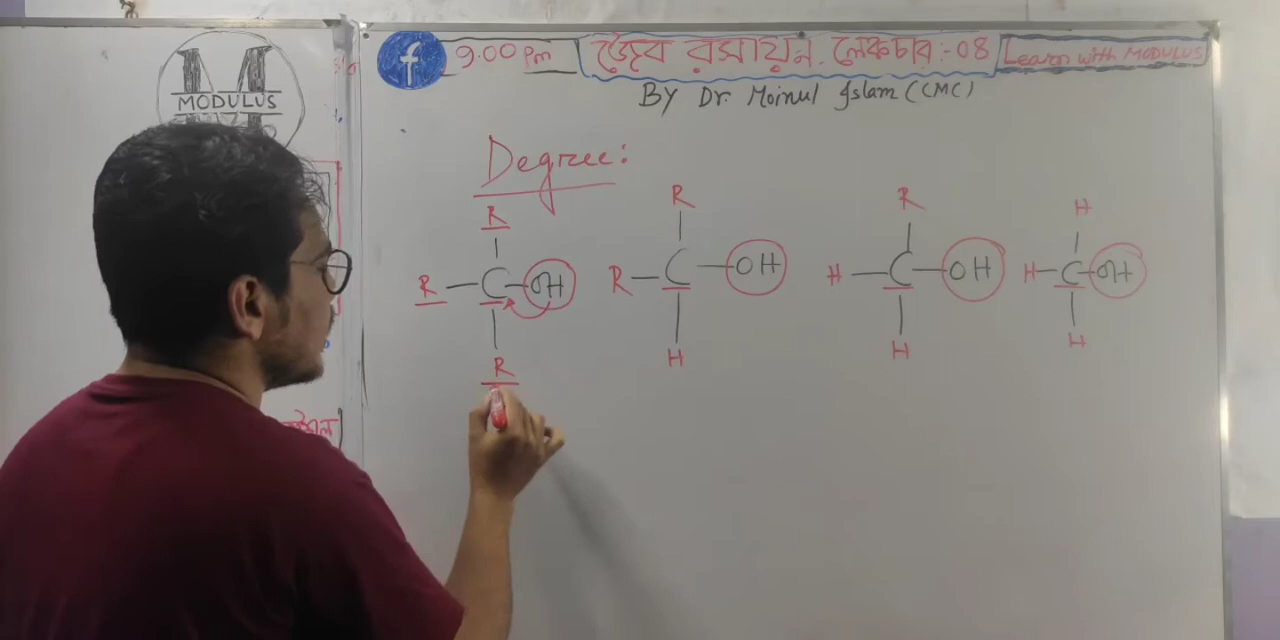 MODULUS
9.00 Pm
জৈব রসায়ন. লেকচার:-08
Learn with MODULUS
By Dr. Moinul Islam (CMC)
Degree:
R R R H
R—C—OH R—C—OH H—C—OH H—C—OH
R H H H